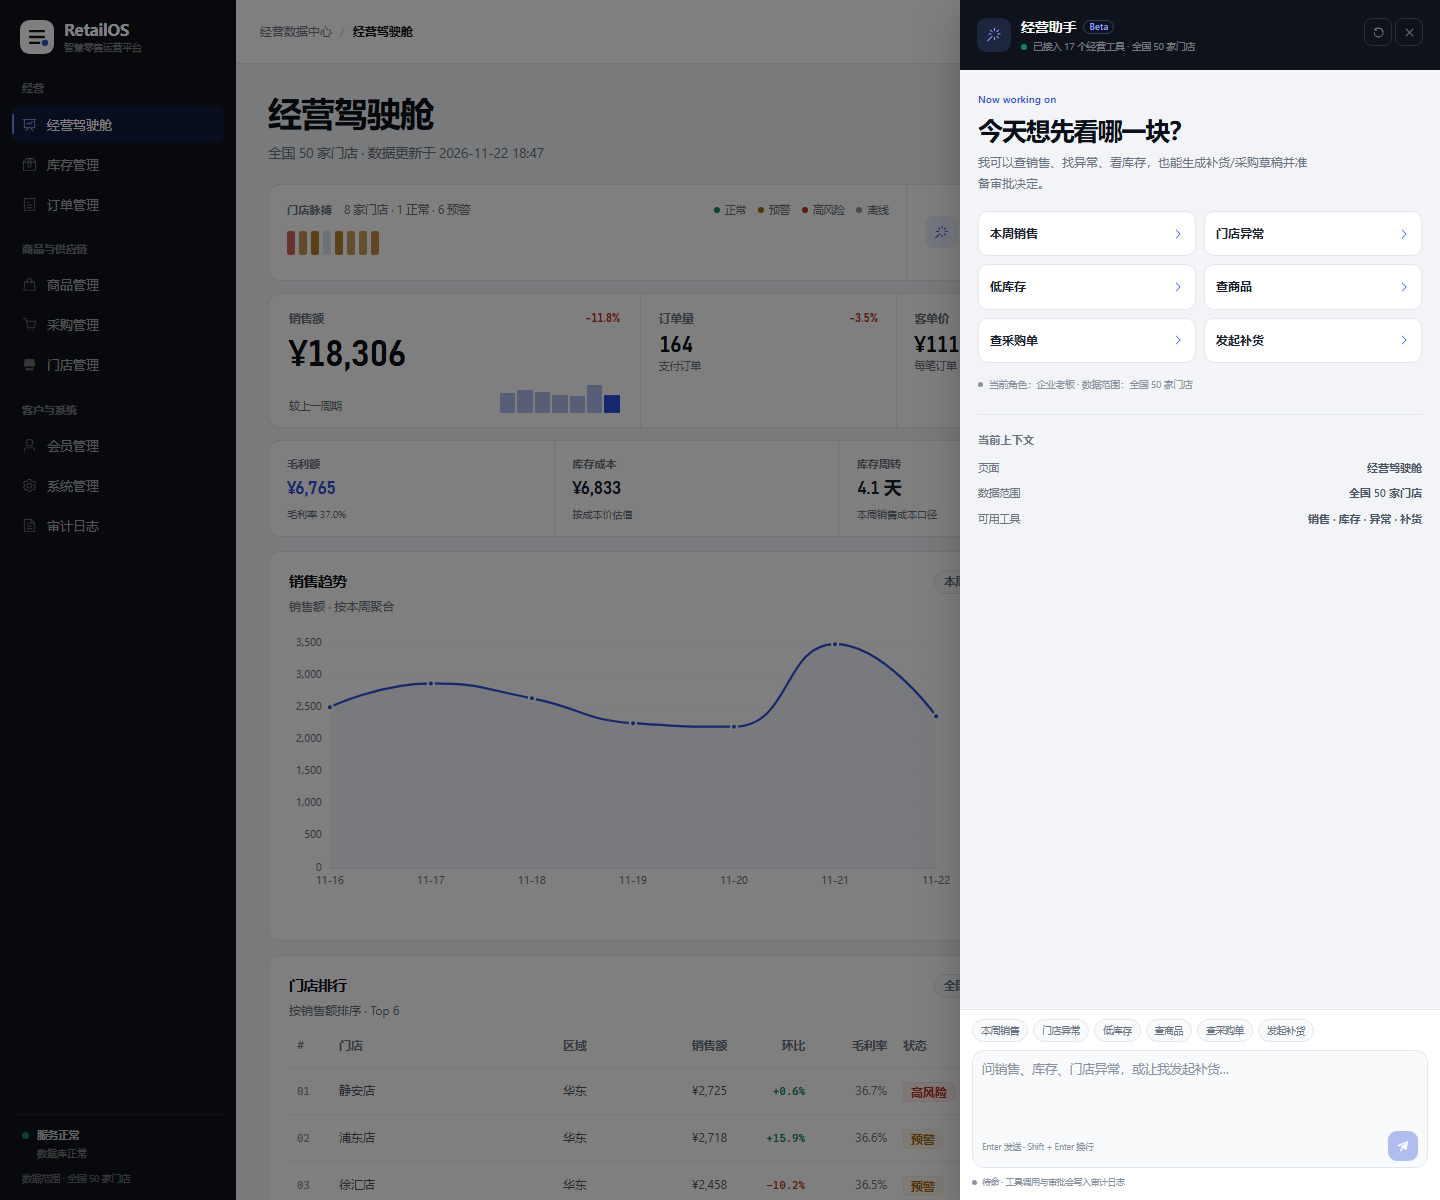 RetailOS
智慧零售运营平台
经营
经营驾驶舱
库存管理
订单管理
商品与供应链
商品管理
采购管理
门店管理
客户与系统
会员管理
系统管理
审计日志
服务正常
数据库正常
数据范围 · 全国 50 家门店
经营数据中心 / 经营驾驶舱
经营驾驶舱
全国 50 家门店 · 数据更新于 2026-11-22 18:47
门店脉搏 8 家门店 · 1 正常 · 6 预警
正常 预警 高风险 离线
销售额 -11.8%
¥18,306
较上一周期
订单量 -3.5%
164
支付订单
客单价
¥111
每笔订单
毛利额
¥6,765
毛利率 37.0%
库存成本
¥6,833
按成本价估值
库存周转
4.1 天
本周销售成本口径
销售趋势
销售额 · 按本周聚合
3,500
3,000
2,500
2,000
1,500
1,000
500
0
11-16 11-17 11-18 11-19 11-20 11-21 11-22
门店排行
按销售额排序 · Top 6
# 门店 区域 销售额 环比 毛利率 状态
01 静安店 华东 ¥2,725 +0.6% 36.7% 高风险
02 浦东店 华东 ¥2,718 +15.9% 36.6% 预警
03 徐汇店 华东 ¥2,458 -10.2% 36.5% 预警
经营助手 Beta
已接入 17 个经营工具 · 全国 50 家门店
Now working on
今天想先看哪一块？
我可以查销售、找异常、看库存，也能生成补货/采购草稿并准
备审批决定。
本周销售 门店异常
低库存 查商品
查采购单 发起补货
当前角色：企业老板 · 数据范围：全国 50 家门店
当前上下文
页面 经营驾驶舱
数据范围 全国 50 家门店
可用工具 销售 · 库存 · 异常 · 补货
本周销售 门店异常 低库存 查商品 查采购单 发起补货
问销售、库存、门店异常，或让我发起补货...
Enter 发送 · Shift + Enter 换行
待命 · 工具调用与审批会写入审计日志